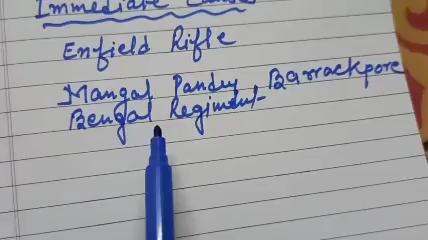 Immediate Cause
Enfield Rifle
Mangal Pandey Barrackpore
Bengal Regiment